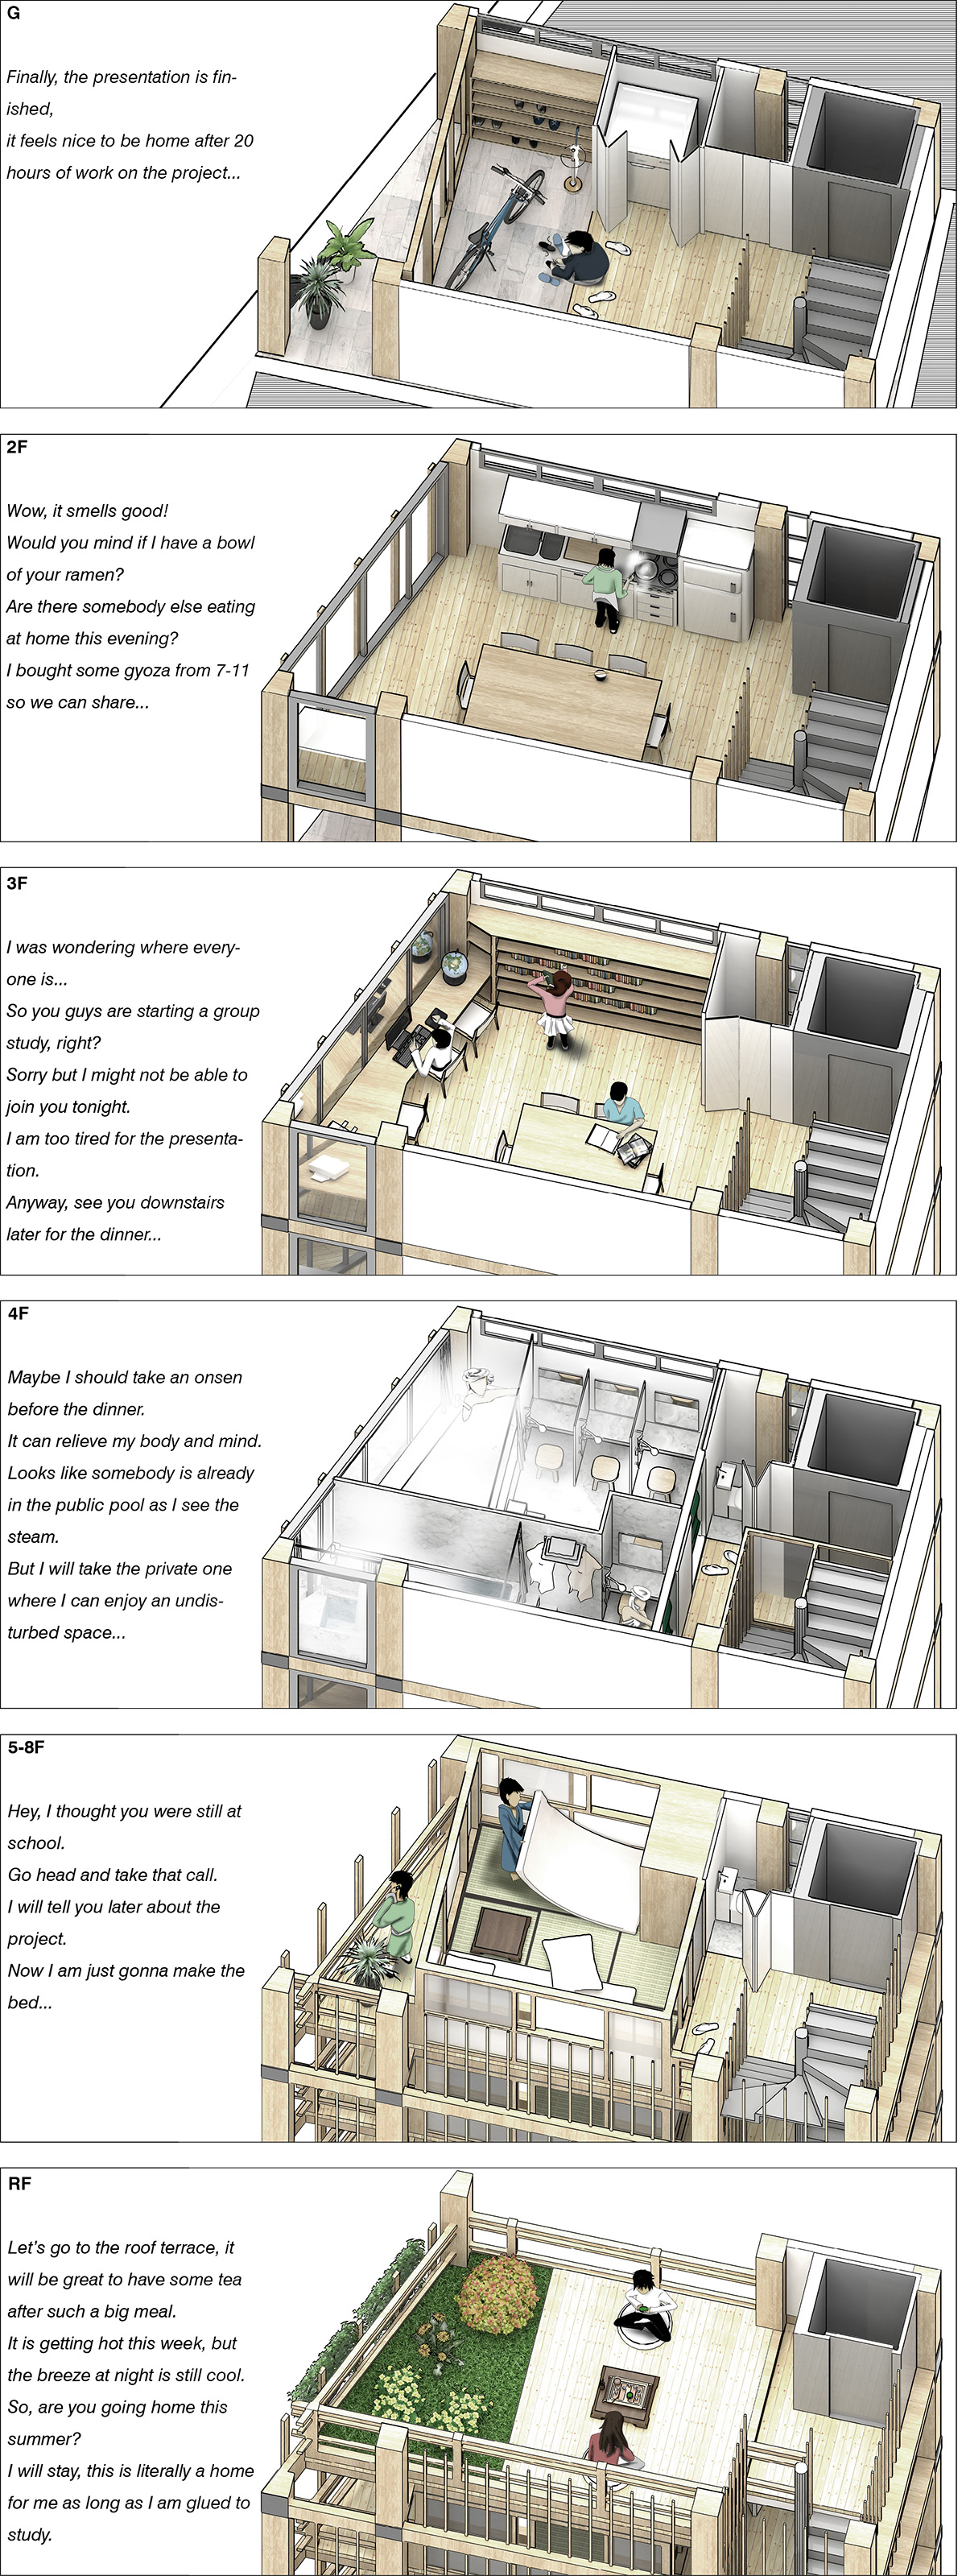 G
Finally, the presentation is fin-
ished,
it feels nice to be home after 20
hours of work on the project...
2F
Wow, it smells good!
Would you mind if I have a bowl
of your ramen?
Are there somebody else eating
at home this evening?
I bought some gyoza from 7-11
so we can share...
3F
I was wondering where every-
one is...
So you guys are starting a group
study, right?
Sorry but I might not be able to
join you tonight.
I am too tired for the presenta-
tion.
Anyway, see you downstairs
later for the dinner...
4F
Maybe I should take an onsen
before the dinner.
It can relieve my body and mind.
Looks like somebody is already
in the public pool as I see the
steam.
But I will take the private one
where I can enjoy an undis-
turbed space...
5-8F
Hey, I thought you were still at
school.
Go head and take that call.
I will tell you later about the
project.
Now I am just gonna make the
bed...
RF
Let's go to the roof terrace, it
will be great to have some tea
after such a big meal.
It is getting hot this week, but
the breeze at night is still cool.
So, are you going home this
summer?
I will stay, this is literally a home
for me as long as I am glued to
study.